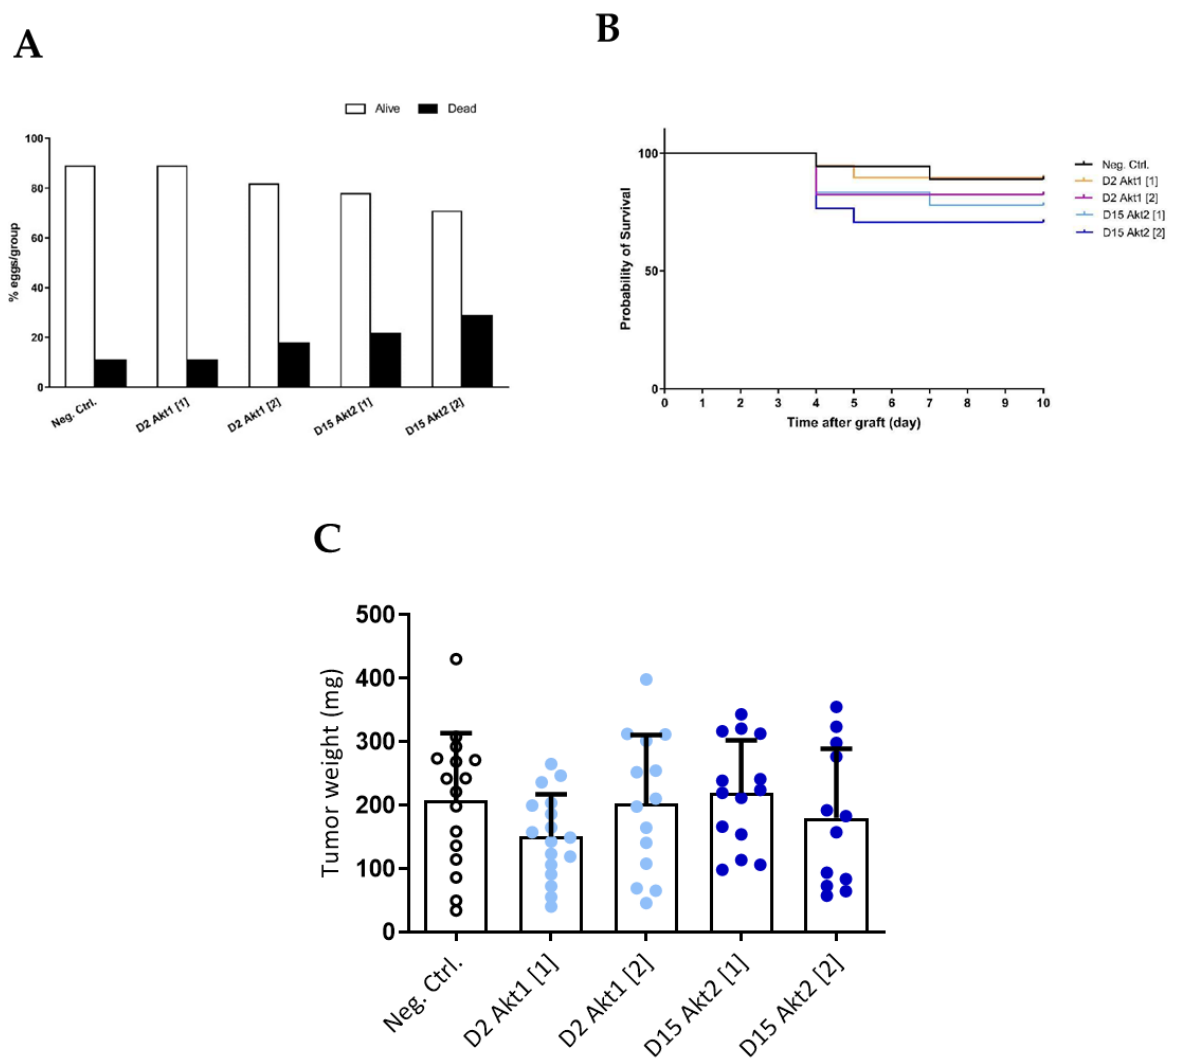 A
Alive
Dead
% eggs/group
100
80
60
40
20
0
Neg. Ctrl.
D2 Akt1 [1]
D2 Akt1 [2]
D15 Akt2 [1]
D15 Akt2 [2]
B
Probability of Survival
100
50
0
0 1 2 3 4 5 6 7 8 9 10
Time after graft (day)
Neg. Ctrl.
D2 Akt1 [1]
D2 Akt1 [2]
D15 Akt2 [1]
D15 Akt2 [2]
C
Tumor weight (mg)
500
400
300
200
100
0
Neg. Ctrl.
D2 Akt1 [1]
D2 Akt1 [2]
D15 Akt2 [1]
D15 Akt2 [2]